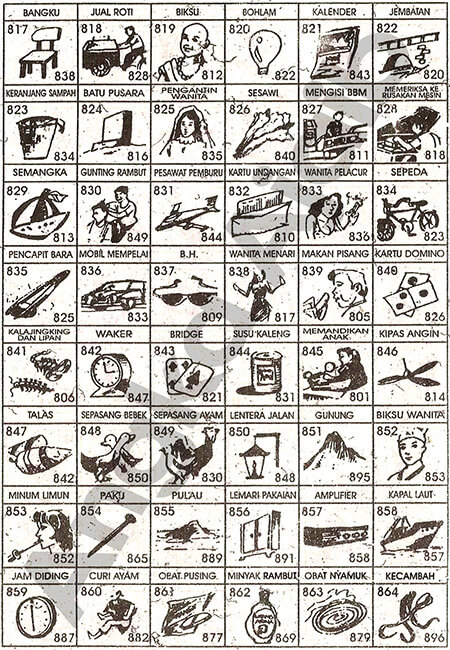 BANGKU JUAL ROTI BIKSU BOHLAM KALENDER JEMBATAN
817 818 819 820 821 822
838 828 812 822 843 820
KERANJANG SAMPAH BATU PUSARA PENGANTIN WANITA SESAWI MENGISI BBM MEMERIKSA KERUSAKAN MESIN
823 824 825 826 827 828
834 816 835 840 811 818
SEMANGKA GUNTING RAMBUT PESAWAT PEMBURU KARTU UNDANGAN WANITA PELACUR SEPEDA
829 830 831 832 833 834
813 849 844 810 836 823
PENCAPIT BARA MOBIL MEMPELAI B.H. WANITA MENARI MAKAN PISANG KARTU DOMINO
835 836 837 838 839 840
825 833 809 817 805 826
KALAJINGKING DAN LIPAN WAKER BRIDGE SUSU KALENG MEMANDIKAN ANAK KIPAS ANGIN
841 842 843 844 845 846
806 847 821 831 801 814
TALAS SEPASANG BEBEK SEPASANG AYAM LENTERA JALAN GUNUNG BIKSU WANITA
847 848 849 850 851 852
842 850 830 848 895 853
MINUM LIMUN PAKU PULAU LEMARI PAKAIAN AMPLIFIER KAPAL LAUT
853 854 855 856 857 858
852 865 889 891 858 857
JAM DIDING CURI AYAM OBAT PUSING MINYAK RAMBUT OBAT NYAMUK KECAMBAH
859 860 861 862 863 864
887 882 877 869 879 896